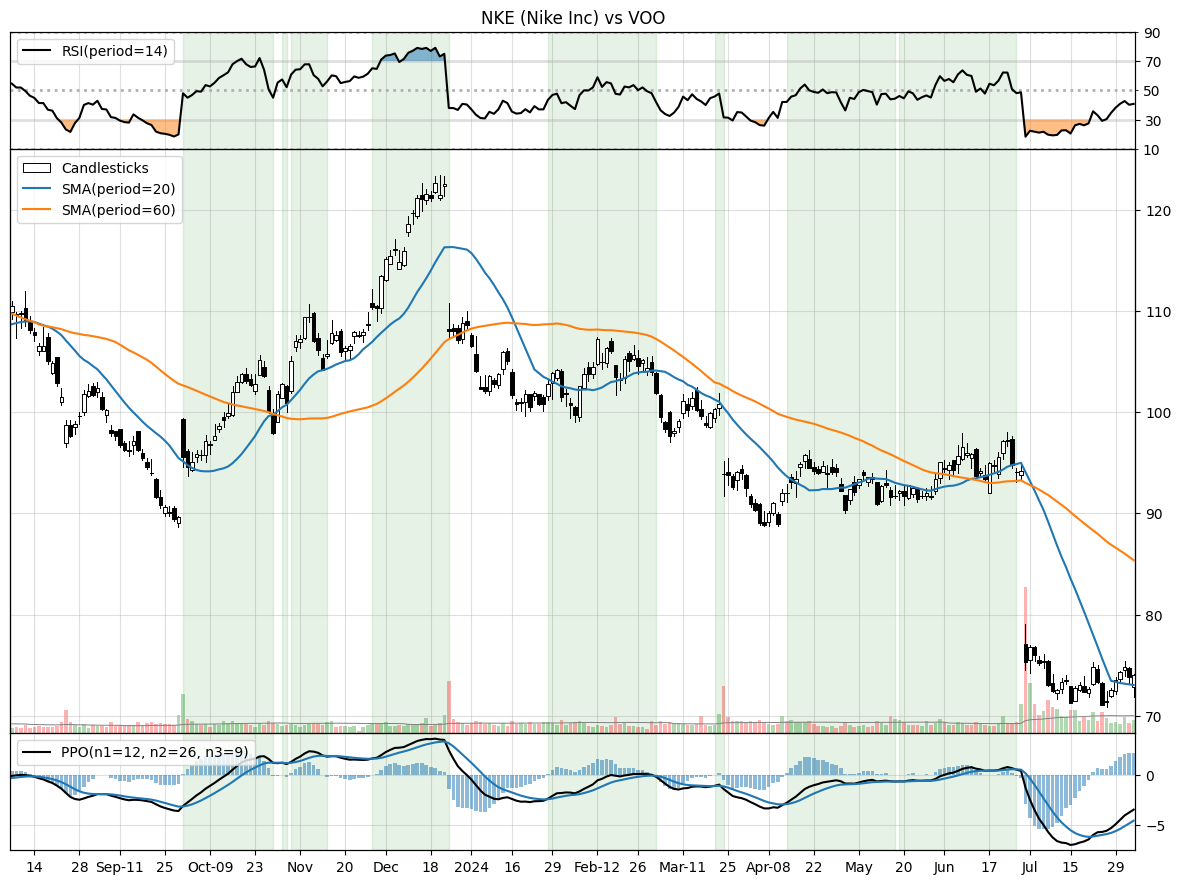 NKE (Nike Inc) vs VOO
RSI(period=14)
90
70
50
30
10
Candlesticks
SMA(period=20)
SMA(period=60)
120
110
100
90
80
70
PPO(n1=12, n2=26, n3=9)
0
−5
14 28 Sep-11 25 Oct-09 23 Nov 20 Dec 18 2024 16 29 Feb-12 26 Mar-11 25 Apr-08 22 May 20 Jun 17 Jul 15 29